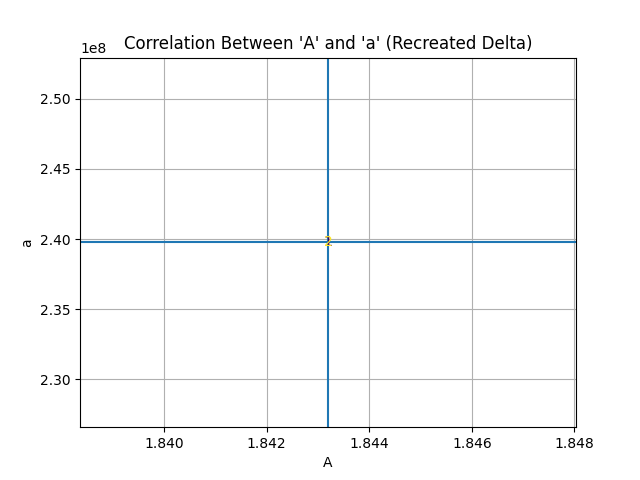 Correlation Between 'A' and 'a' (Recreated Delta)
1e8
2.50
2.45
2.40
2.35
2.30
a
1.840 1.842 1.844 1.846 1.848
A